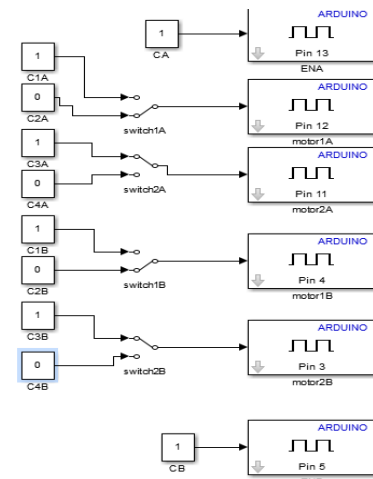 ARDUINO
1
CA
Pin 13
ENA
1
C1A
ARDUINO
0
C2A
switch1A
Pin 12
motor1A
1
C3A
ARDUINO
0
C4A
switch2A
Pin 11
motor2A
1
C1B
ARDUINO
0
C2B
switch1B
Pin 4
motor1B
1
C3B
ARDUINO
0
C4B
switch2B
Pin 3
motor2B
ARDUINO
1
CB
Pin 5